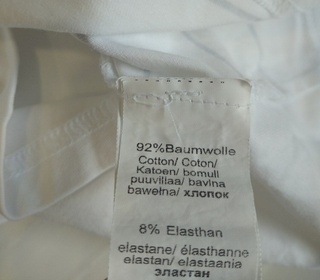 92%Baumwolle
Cotton/ Coton/
Katoen/ bomull
puuvillaa/ bavlna
bawełna/ хлопок
8% Elasthan
elastane/ élasthanne
elastan/ elastaania
эластан